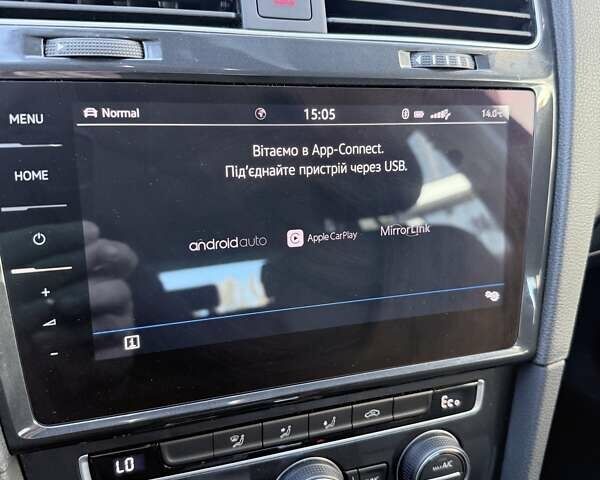 MENU
HOME
Normal
15:05
14.0°C
Вітаємо в App-Connect.
Під'єднайте пристрій через USB.
androidauto
Apple CarPlay
MirrorLink
+
-
LO
A/C